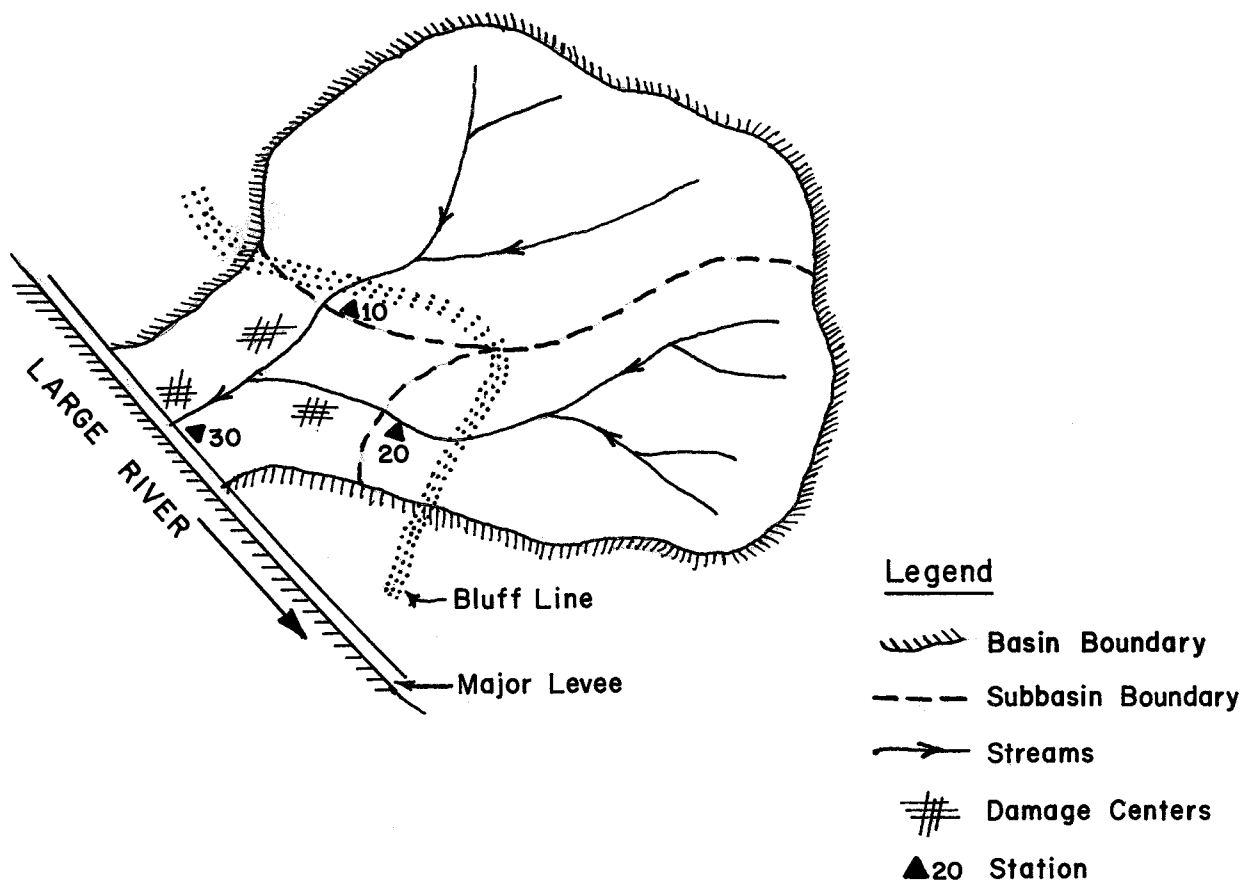 10
30
20
LARGE RIVER
Bluff Line
Major Levee
Legend
Basin Boundary
Subbasin Boundary
Streams
Damage Centers
20 Station